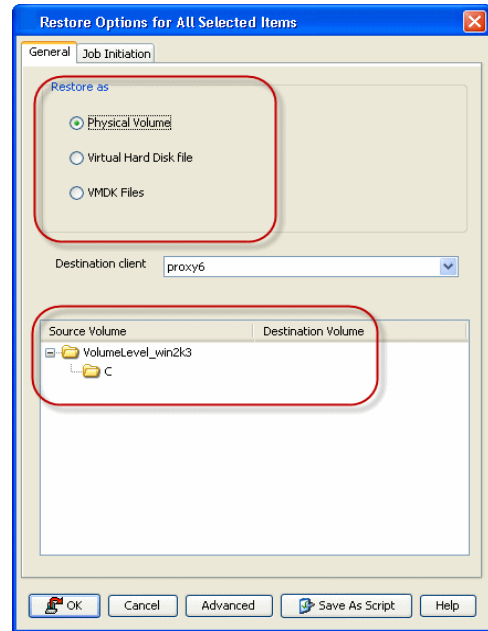 Restore Options for All Selected Items
General Job Initiation
Restore as
Physical Volume
Virtual Hard Disk file
VMDK Files
Destination client proxy6
Source Volume Destination Volume
VolumeLevel_win2k3
C
OK Cancel Advanced Save As Script Help